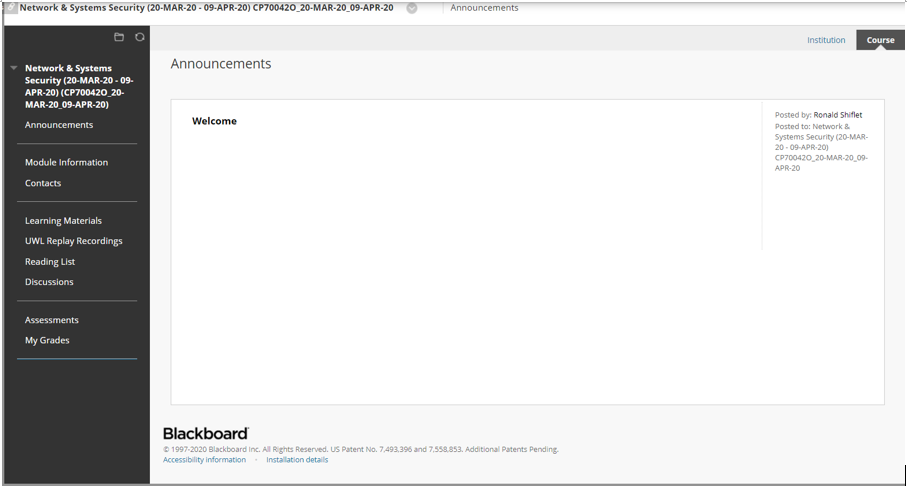 Network & Systems Security (20-MAR-20 - 09-APR-20) CP70042O_20-MAR-20_09-APR-20
Announcements
Institution
Course
Network & Systems
Security (20-MAR-20 - 09-
APR-20) (CP70042O_20-
MAR-20_09-APR-20)
Announcements
Module Information
Contacts
Learning Materials
UWL Replay Recordings
Reading List
Discussions
Assessments
My Grades
Announcements
Welcome
Posted by: Ronald Shiflet
Posted to: Network &
Systems Security (20-MAR-
20 - 09-APR-20)
CP70042O_20-MAR-20_09-
APR-20
Blackboard
© 1997-2020 Blackboard Inc. All Rights Reserved. US Patent No. 7,493,396 and 7,558,853. Additional Patents Pending.
Accessibility information - Installation details